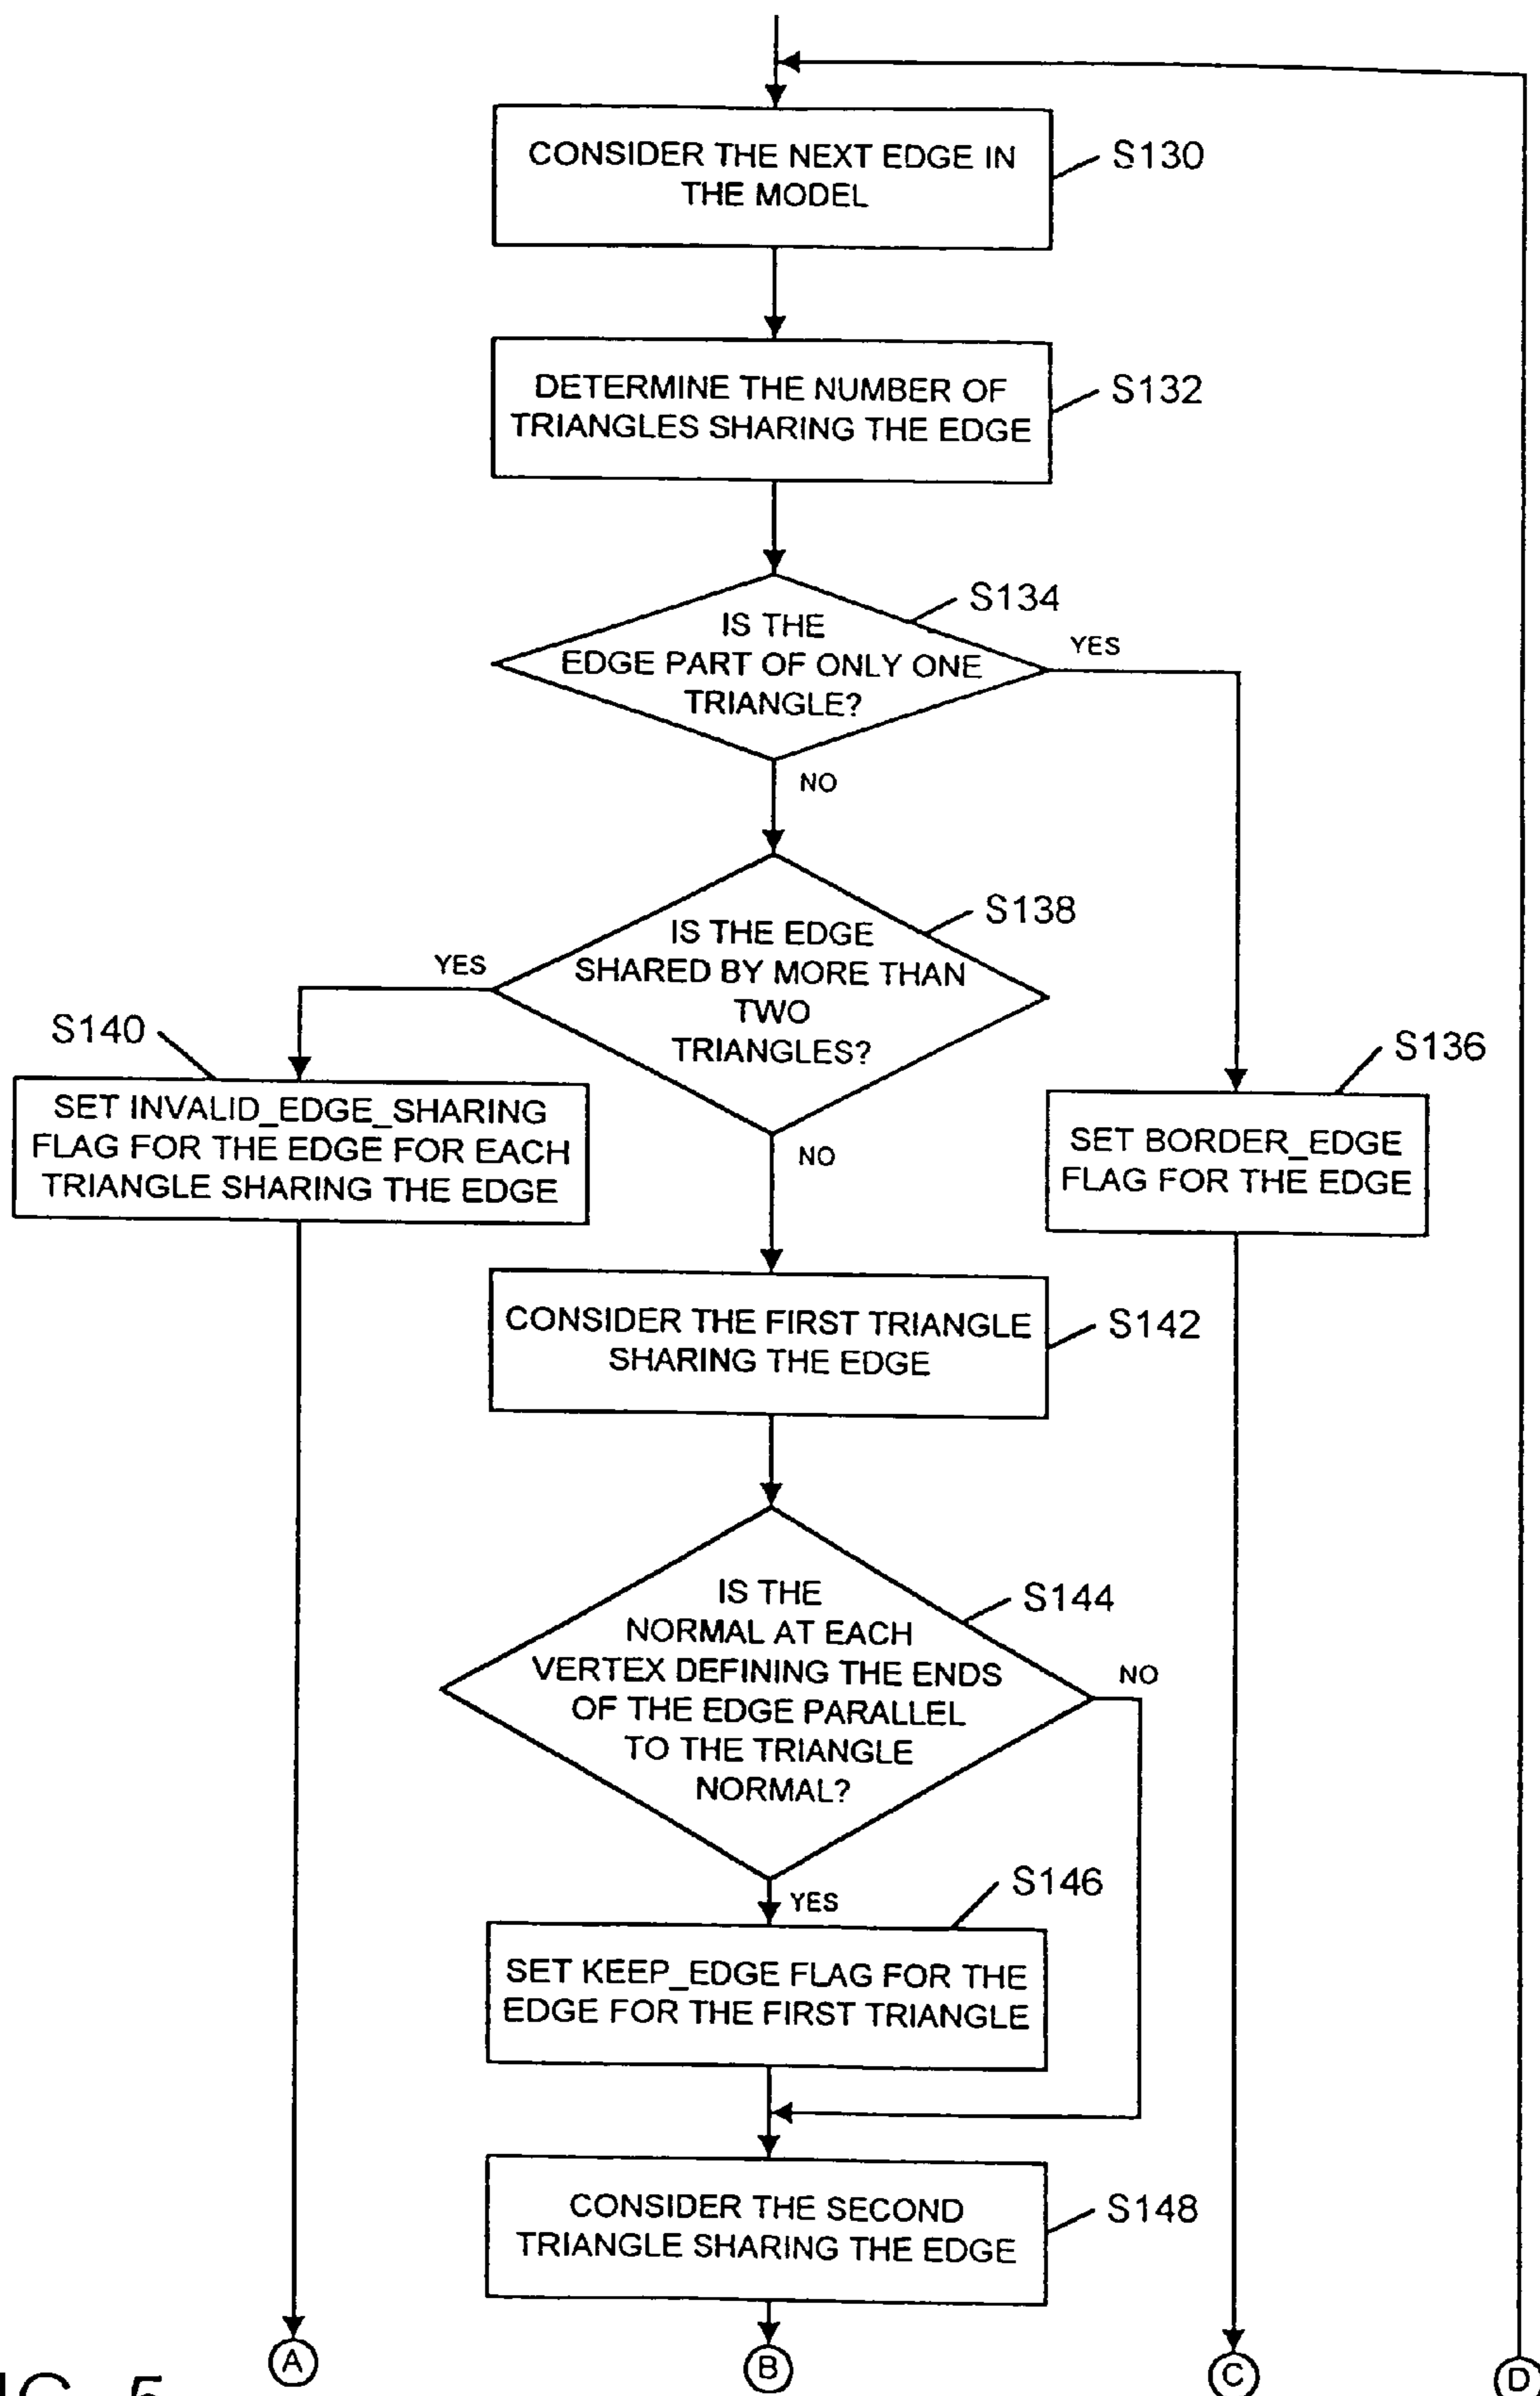 CONSIDER THE NEXT EDGE IN
THE MODEL
S130
DETERMINE THE NUMBER OF
TRIANGLES SHARING THE EDGE
S132
S134
IS THE
EDGE PART OF ONLY ONE
TRIANGLE?
YES
NO
S138
IS THE EDGE
SHARED BY MORE THAN
TWO
TRIANGLES?
YES
NO
S140
SET INVALID_EDGE_SHARING
FLAG FOR THE EDGE FOR EACH
TRIANGLE SHARING THE EDGE
S136
SET BORDER_EDGE
FLAG FOR THE EDGE
CONSIDER THE FIRST TRIANGLE
SHARING THE EDGE
S142
S144
IS THE
NORMAL AT EACH
VERTEX DEFINING THE ENDS
OF THE EDGE PARALLEL
TO THE TRIANGLE
NORMAL?
NO
YES
S146
SET KEEP_EDGE FLAG FOR THE
EDGE FOR THE FIRST TRIANGLE
CONSIDER THE SECOND
TRIANGLE SHARING THE EDGE
S148
A
B
C
D